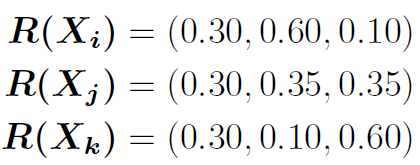 R(X_i) = (0.30, 0.60, 0.10)
R(X_j) = (0.30, 0.35, 0.35)
R(X_k) = (0.30, 0.10, 0.60)